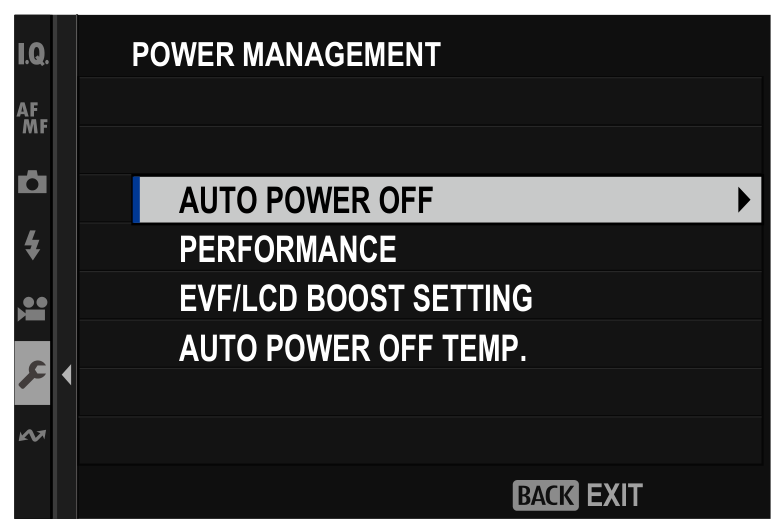 POWER MANAGEMENT
I.Q.
AF
MF
AUTO POWER OFF
PERFORMANCE
EVF/LCD BOOST SETTING
AUTO POWER OFF TEMP.
BACK EXIT